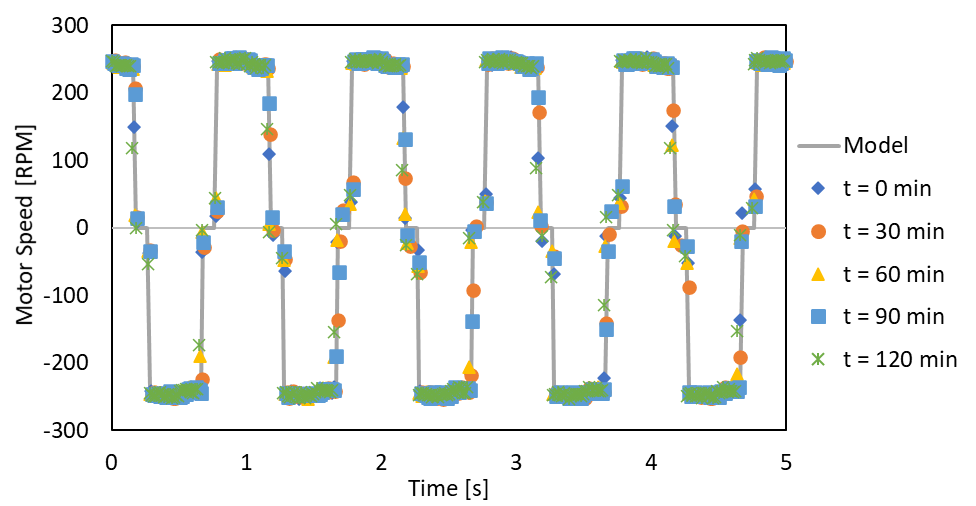 300
200
100
0
-100
-200
-300
Motor Speed [RPM]
0 1 2 3 4 5
Time [s]
Model
t = 0 min
t = 30 min
t = 60 min
t = 90 min
t = 120 min